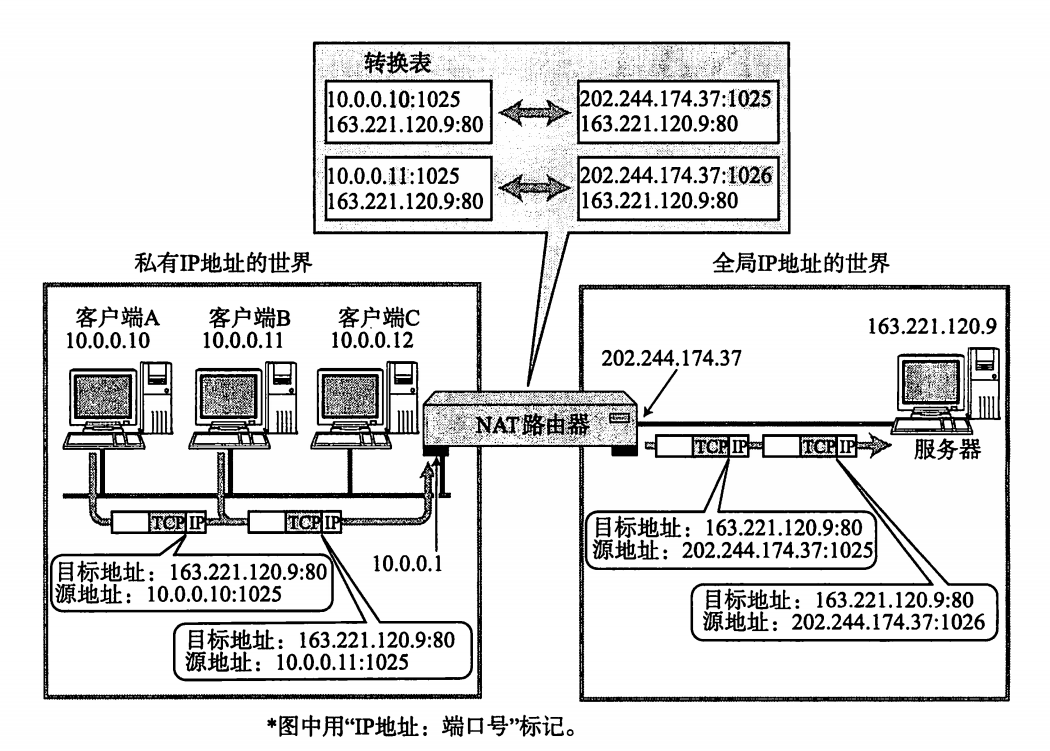 转换表
10.0.0.10:1025
163.221.120.9:80
202.244.174.37:1025
163.221.120.9:80
10.0.0.11:1025
163.221.120.9:80
202.244.174.37:1026
163.221.120.9:80
私有IP地址的世界
全局IP地址的世界
客户端A
10.0.0.10
客户端B
10.0.0.11
客户端C
10.0.0.12
163.221.120.9
202.244.174.37
NAT路由器
服务器
TCP IP
TCP IP
TCP IP
TCP IP
10.0.0.1
目标地址：163.221.120.9:80
源地址：10.0.0.10:1025
目标地址：163.221.120.9:80
源地址：10.0.0.11:1025
目标地址：163.221.120.9:80
源地址：202.244.174.37:1025
目标地址：163.221.120.9:80
源地址：202.244.174.37:1026
*图中用“IP地址：端口号”标记。